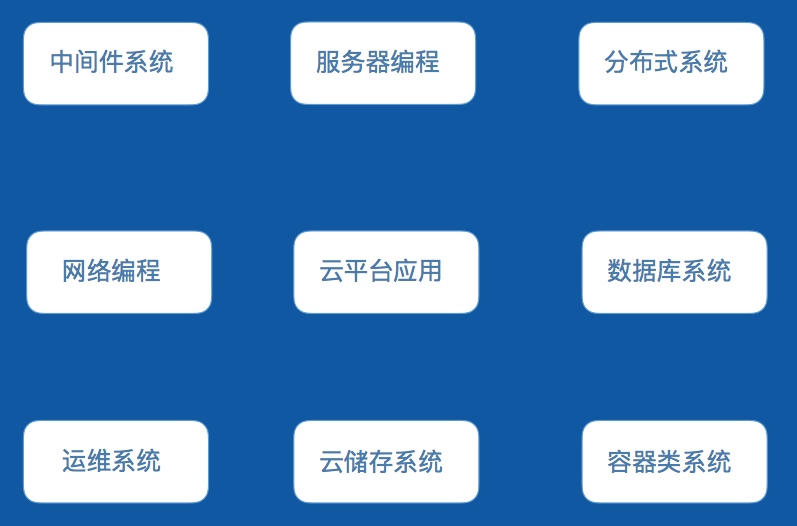 中间件系统
服务器编程
分布式系统
网络编程
云平台应用
数据库系统
运维系统
云储存系统
容器类系统